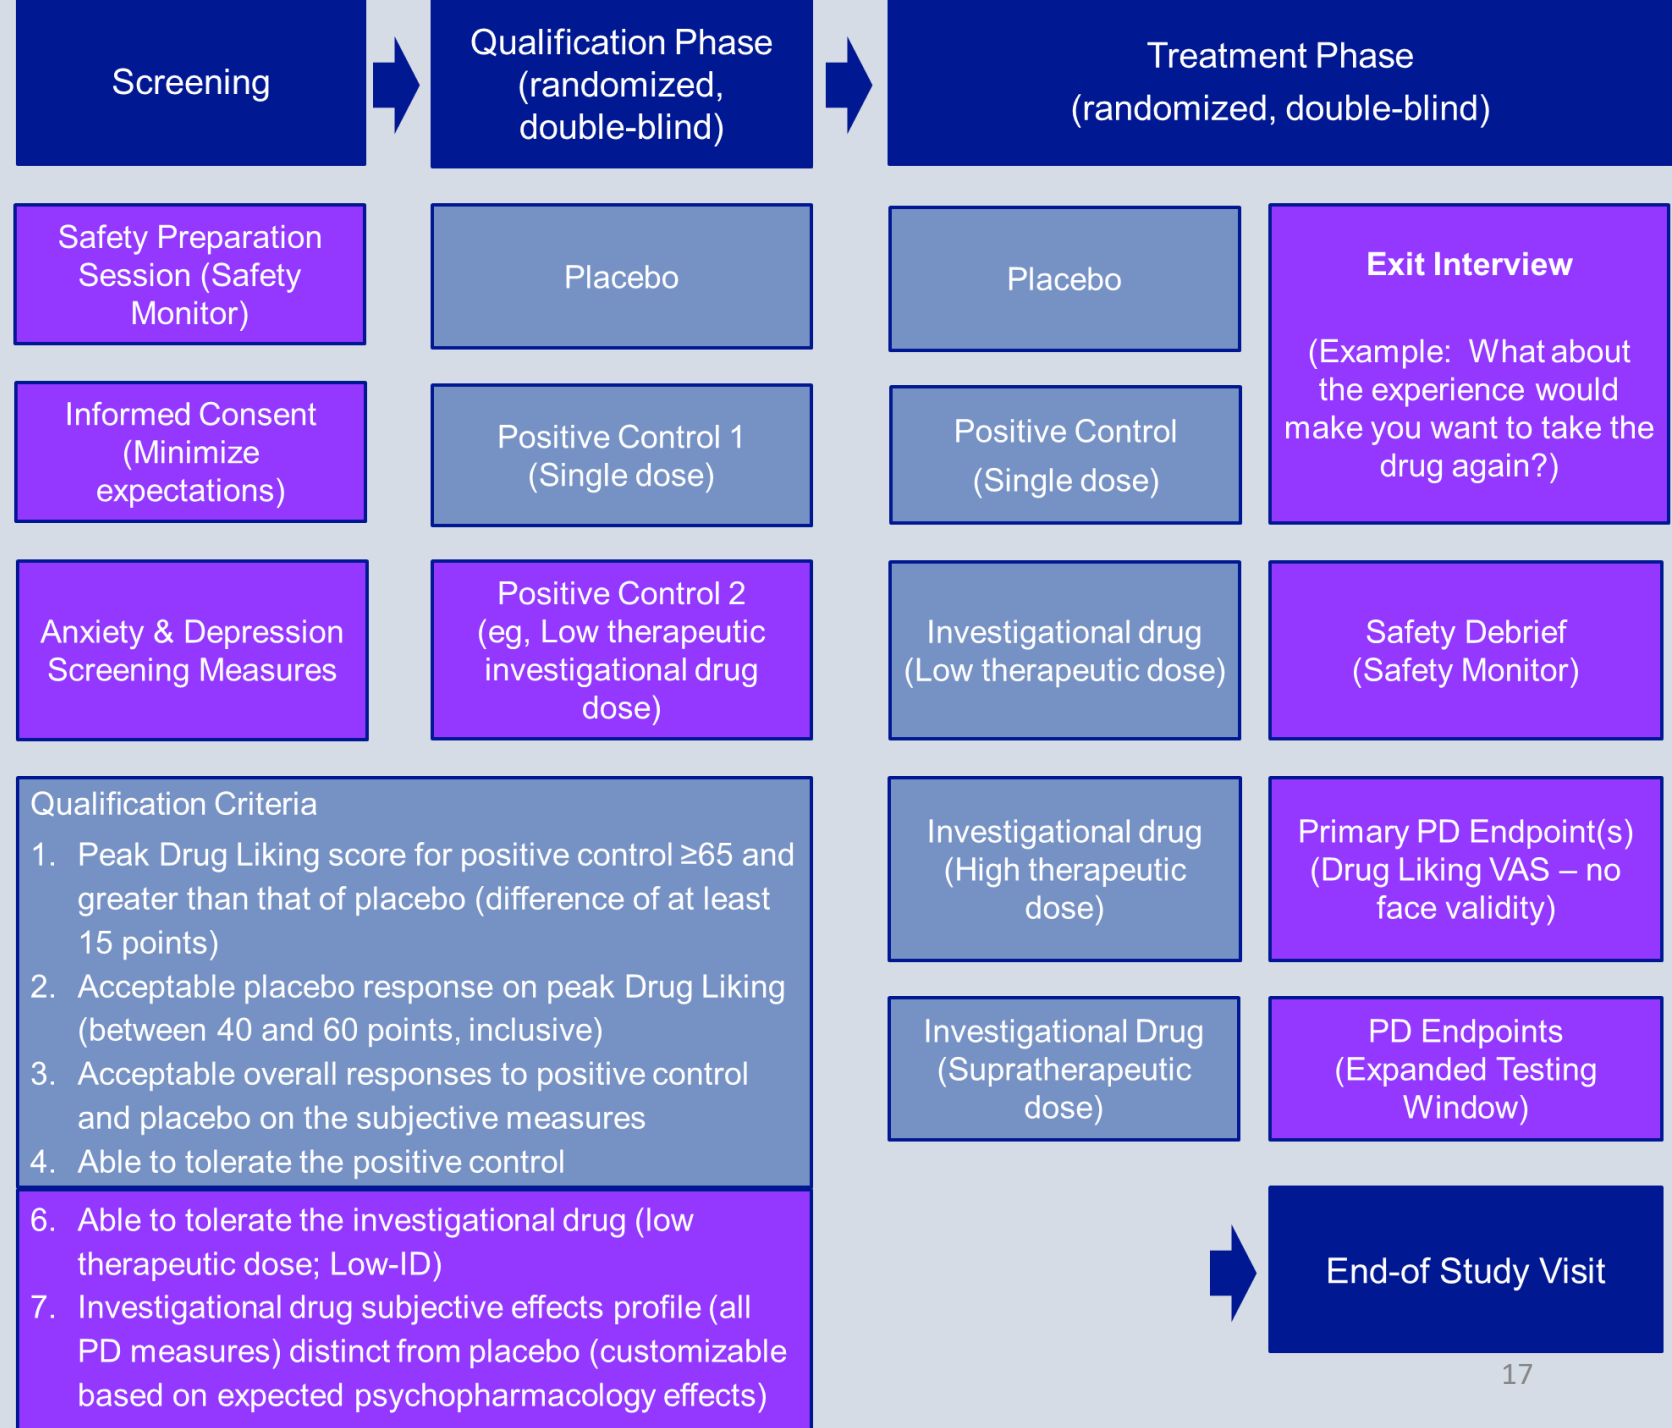 Screening
Qualification Phase
(randomized,
double-blind)
Treatment Phase
(randomized, double-blind)
Safety Preparation
Session (Safety
Monitor)
Informed Consent
(Minimize
expectations)
Anxiety & Depression
Screening Measures
Placebo
Positive Control 1
(Single dose)
Positive Control 2
(eg, Low therapeutic
investigational drug
dose)
Qualification Criteria
1. Peak Drug Liking score for positive control ≥65 and
greater than that of placebo (difference of at least
15 points)
2. Acceptable placebo response on peak Drug Liking
(between 40 and 60 points, inclusive)
3. Acceptable overall responses to positive control
and placebo on the subjective measures
4. Able to tolerate the positive control
6. Able to tolerate the investigational drug (low
therapeutic dose; Low-ID)
7. Investigational drug subjective effects profile (all
PD measures) distinct from placebo (customizable
based on expected psychopharmacology effects)
Placebo
Positive Control
(Single dose)
Investigational drug
(Low therapeutic dose)
Investigational drug
(High therapeutic
dose)
Investigational Drug
(Supratherapeutic
dose)
Exit Interview
(Example: What about
the experience would
make you want to take the
drug again?)
Safety Debrief
(Safety Monitor)
Primary PD Endpoint(s)
(Drug Liking VAS – no
face validity)
PD Endpoints
(Expanded Testing
Window)
End-of Study Visit
17